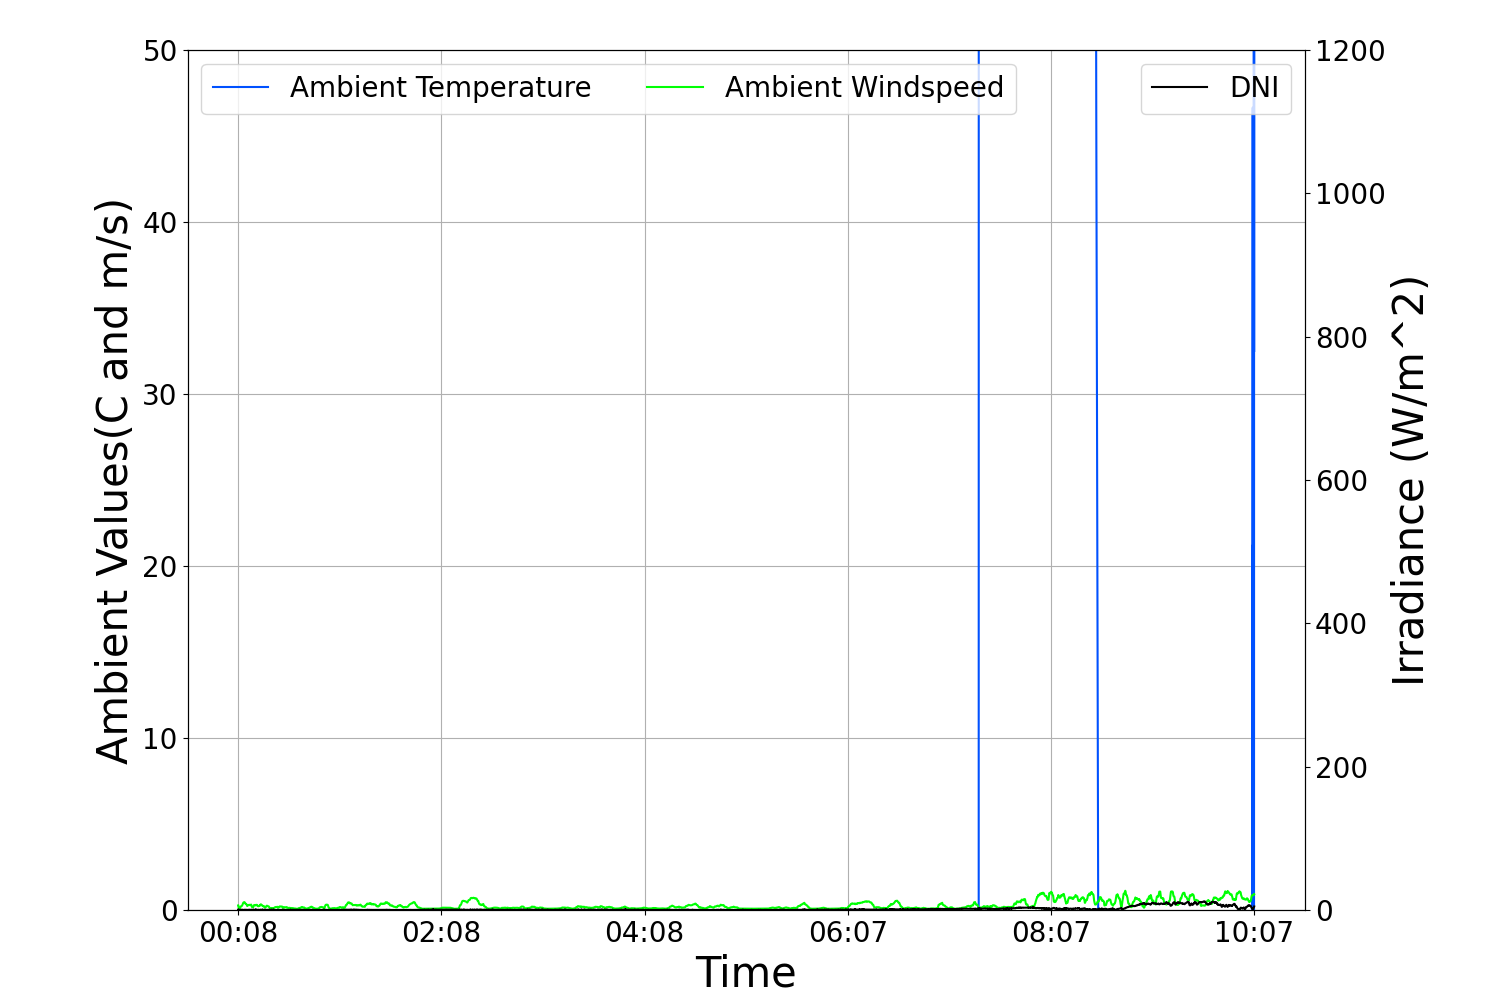 Ambient Temperature Ambient Windspeed DNI
50
40
30
20
10
0
Ambient Values(C and m/s)
1200
1000
800
600
400
200
0
Irradiance (W/m^2)
00:08 02:08 04:08 06:07 08:07 10:07
Time